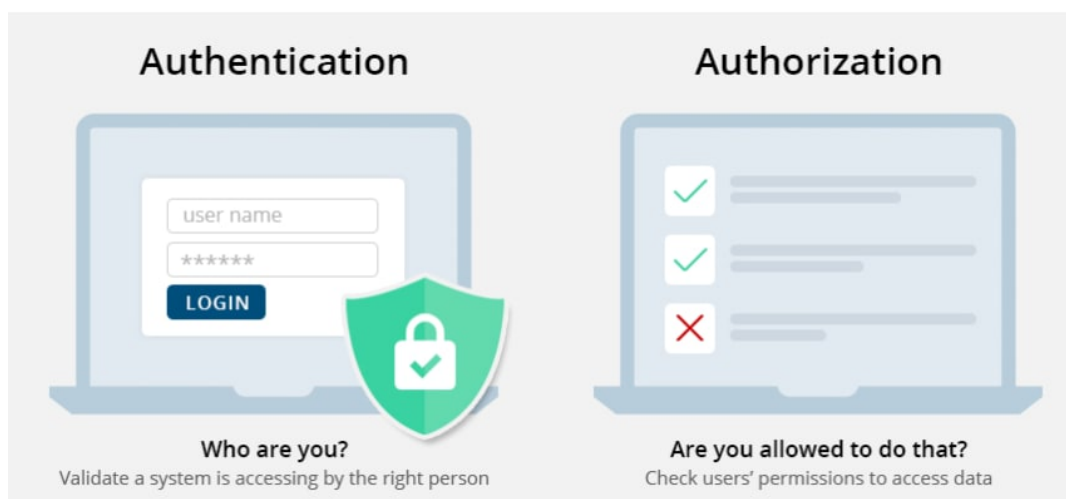 Authentication
user name
******
LOGIN
Who are you?
Validate a system is accessing by the right person
Authorization
Are you allowed to do that?
Check users' permissions to access data